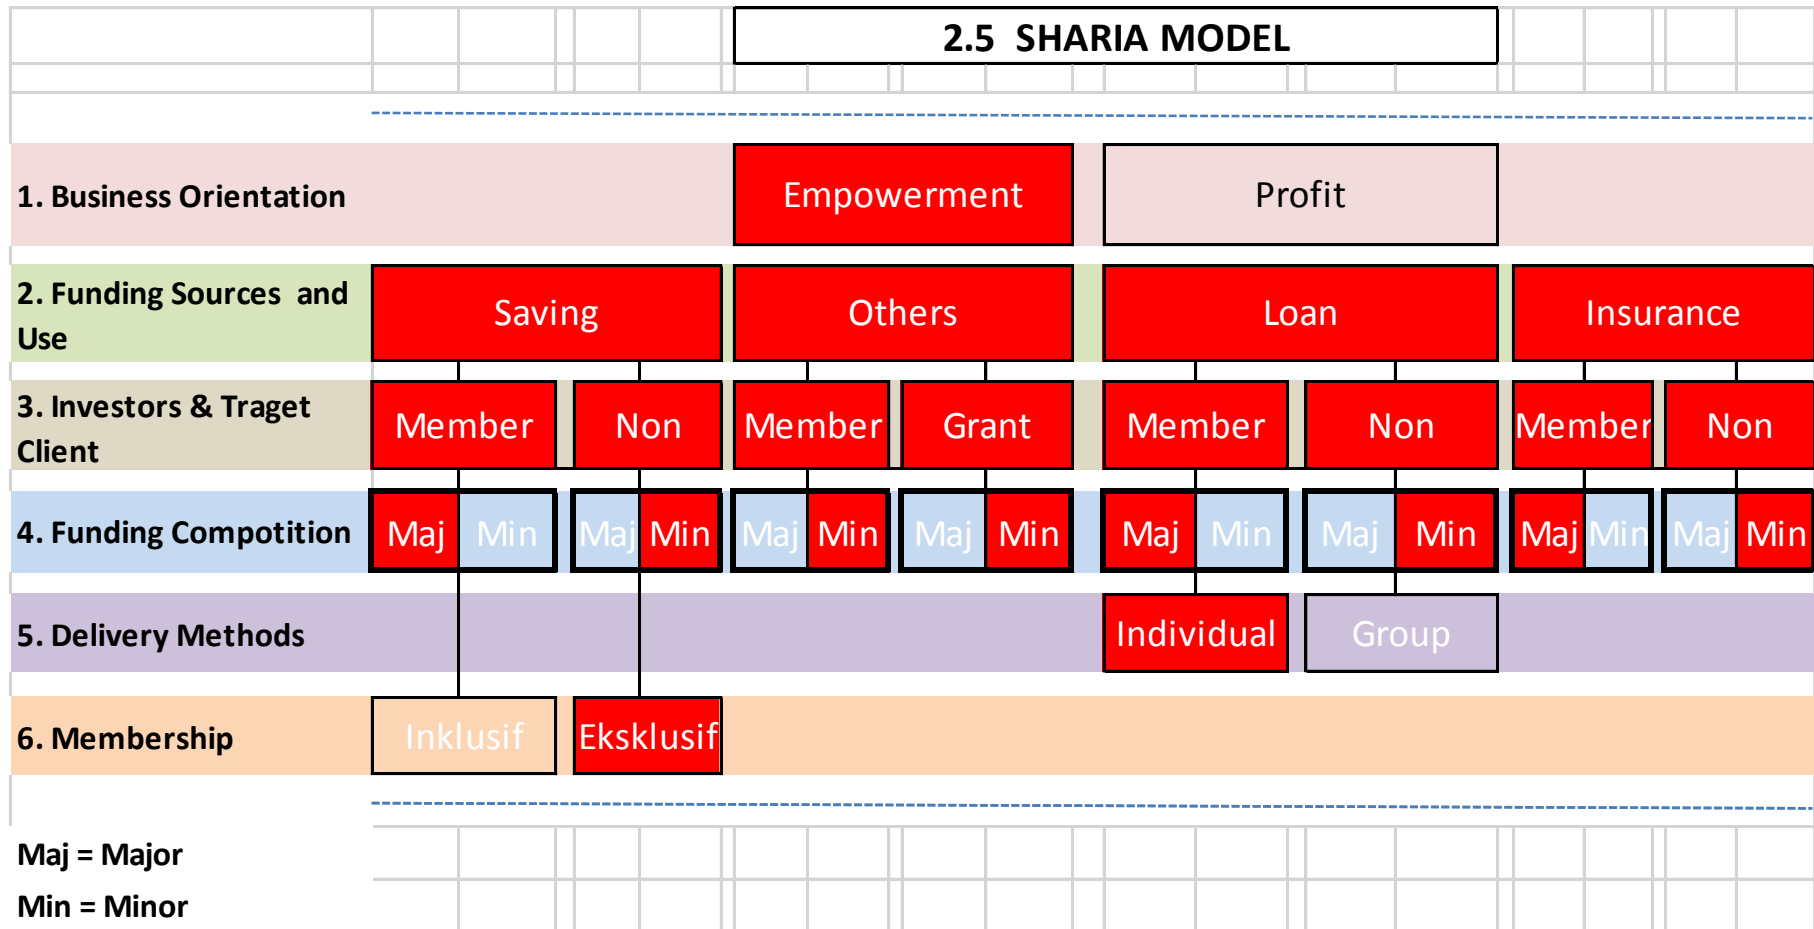 2.5 SHARIA MODEL
1. Business Orientation
Empowerment
Profit
2. Funding Sources and
Use
Saving
Others
Loan
Insurance
3. Investors & Traget
Client
Member
Non
Member
Grant
Member
Non
Member
Non
4. Funding Compotition
Maj Min
Maj Min
Maj Min
Maj Min
Maj Min
Maj Min
Maj Min
Maj Min
5. Delivery Methods
Individual
Group
6. Membership
Inklusif
Eksklusif
Maj = Major
Min = Minor